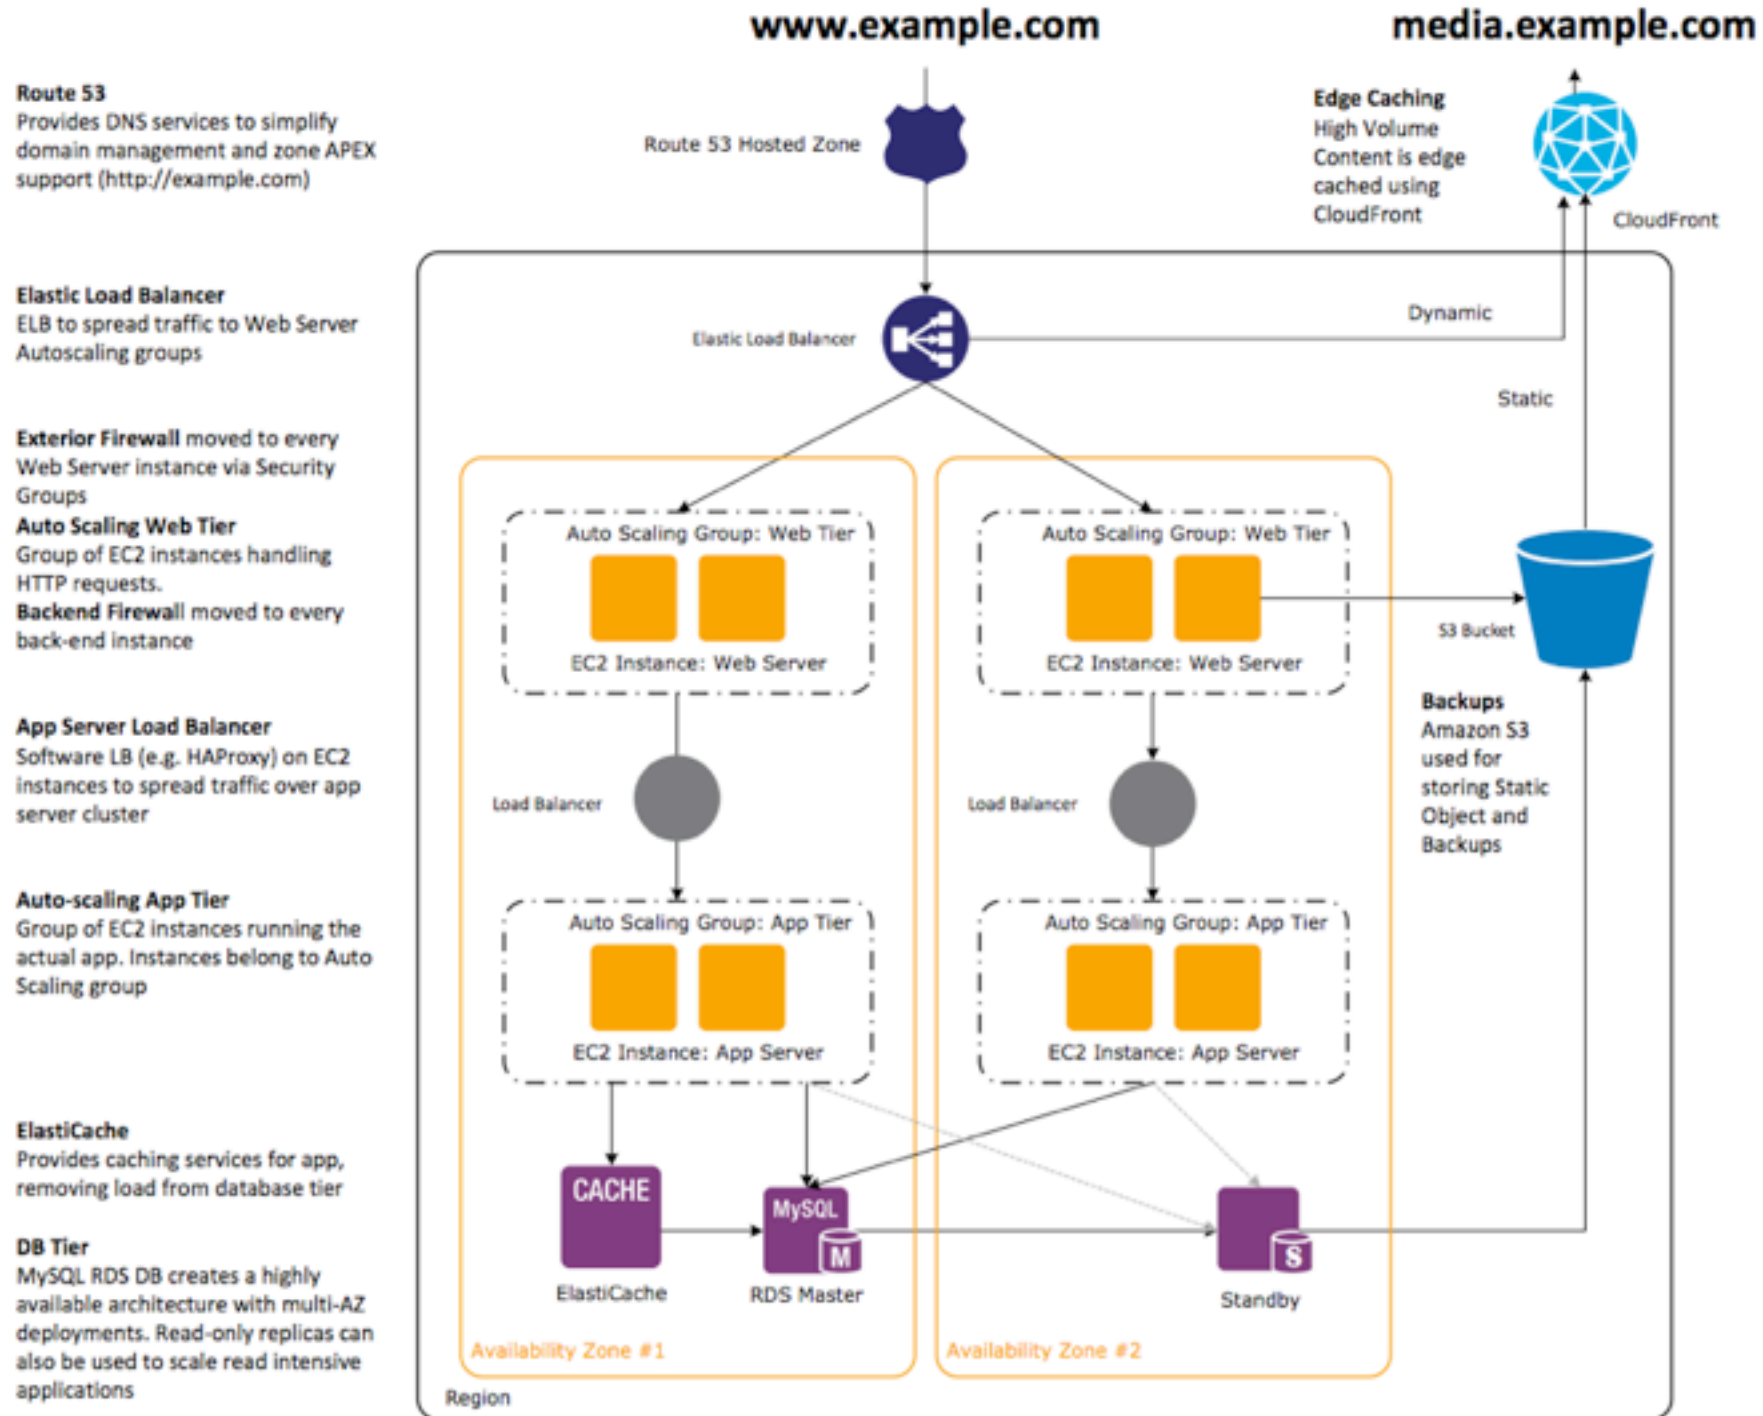 www.example.com
media.example.com
Route 53
Provides DNS services to simplify
domain management and zone APEX
support (http://example.com)
Route 53 Hosted Zone
Edge Caching
High Volume
Content is edge
cached using
CloudFront
CloudFront
Elastic Load Balancer
ELB to spread traffic to Web Server
Autoscaling groups
Elastic Load Balancer
Dynamic
Static
Exterior Firewall moved to every
Web Server instance via Security
Groups
Auto Scaling Web Tier
Group of EC2 instances handling
HTTP requests.
Backend Firewall moved to every
back-end instance
Auto Scaling Group: Web Tier
EC2 Instance: Web Server
Auto Scaling Group: Web Tier
EC2 Instance: Web Server
S3 Bucket
Backups
Amazon S3
used for
storing Static
Object and
Backups
App Server Load Balancer
Software LB (e.g. HAProxy) on EC2
instances to spread traffic over app
server cluster
Load Balancer
Load Balancer
Auto-scaling App Tier
Group of EC2 instances running the
actual app. Instances belong to Auto
Scaling group
Auto Scaling Group: App Tier
EC2 Instance: App Server
Auto Scaling Group: App Tier
EC2 Instance: App Server
ElastiCache
Provides caching services for app,
removing load from database tier
DB Tier
MySQL RDS DB creates a highly
available architecture with multi-AZ
deployments. Read-only replicas can
also be used to scale read intensive
applications
CACHE
ElastiCache
MySQL
M
RDS Master
S
Standby
Availability Zone #1
Availability Zone #2
Region